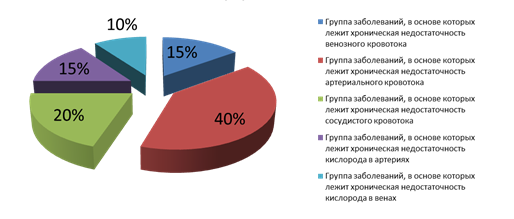 10%
15%
15%
20%
40%
Группа заболеваний, в основе которых
лежит хроническая недостаточность
венозного кровотока
Группа заболеваний, в основе которых
лежит хроническая недостаточность
артериального кровотока
Группа заболеваний, в основе которых
лежит хроническая недостаточность
сосудистого кровотока
Группа заболеваний, в основе которых
лежит хроническая недостаточность
кислорода в артериях
Группа заболеваний, в основе которых
лежит хроническая недостаточность
кислорода в венах